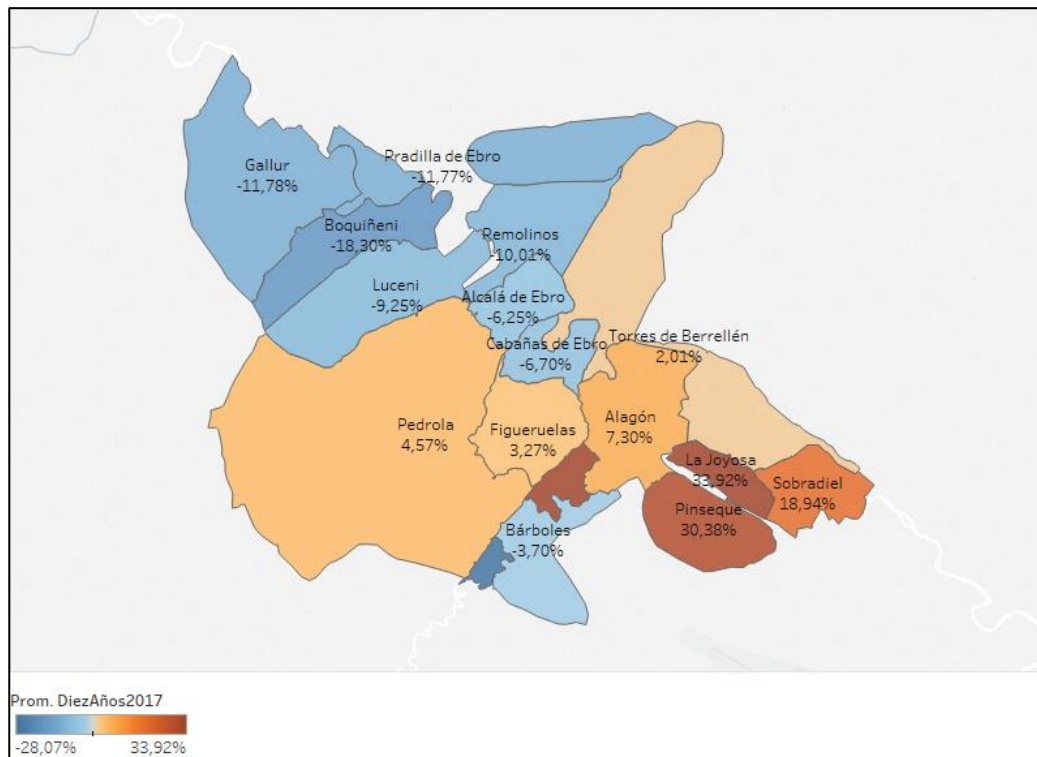 Gallur
-11,78%
Pradilla de Ebro
-11,77%
Boquiñeni
-18,30%
Remolinos
-10,01%
Luceni
-9,25%
Alcalá de Ebro
-6,25%
Cabañas de Ebro
-6,70%
Torres de Berrellén
2,01%
Pedrola
4,57%
Figueruelas
3,27%
Alagón
7,30%
La Joyosa
33,92%
Sobradiel
18,94%
Pinseque
30,38%
Bárboles
-3,70%
Prom. DiezAños2017
-28,07% 33,92%